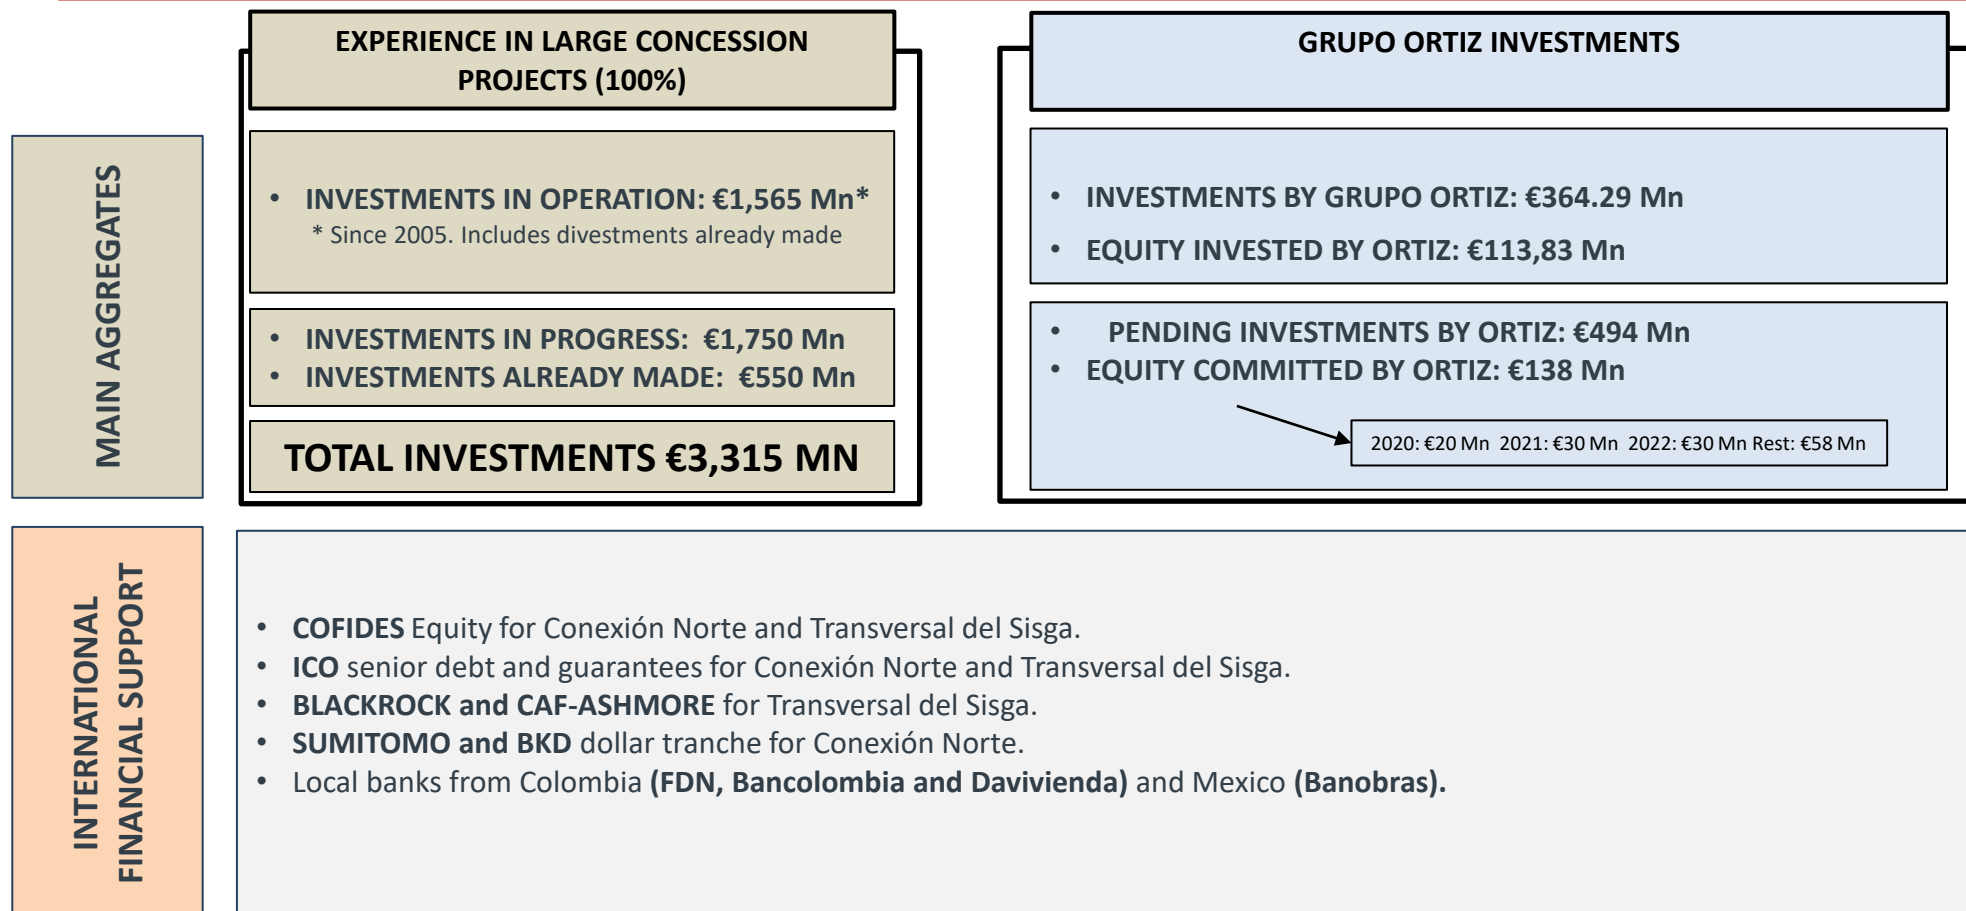 EXPERIENCE IN LARGE CONCESSION
PROJECTS (100%)
GRUPO ORTIZ INVESTMENTS
MAIN AGGREGATES
• INVESTMENTS IN OPERATION: €1,565 Mn*
* Since 2005. Includes divestments already made
• INVESTMENTS IN PROGRESS: €1,750 Mn
• INVESTMENTS ALREADY MADE: €550 Mn
TOTAL INVESTMENTS €3,315 MN
• INVESTMENTS BY GRUPO ORTIZ: €364.29 Mn
• EQUITY INVESTED BY ORTIZ: €113,83 Mn
• PENDING INVESTMENTS BY ORTIZ: €494 Mn
• EQUITY COMMITTED BY ORTIZ: €138 Mn
2020: €20 Mn 2021: €30 Mn 2022: €30 Mn Rest: €58 Mn
INTERNATIONAL
FINANCIAL SUPPORT
• COFIDES Equity for Conexión Norte and Transversal del Sisga.
• ICO senior debt and guarantees for Conexión Norte and Transversal del Sisga.
• BLACKROCK and CAF-ASHMORE for Transversal del Sisga.
• SUMITOMO and BKD dollar tranche for Conexión Norte.
• Local banks from Colombia (FDN, Bancolombia and Davivienda) and Mexico (Banobras).